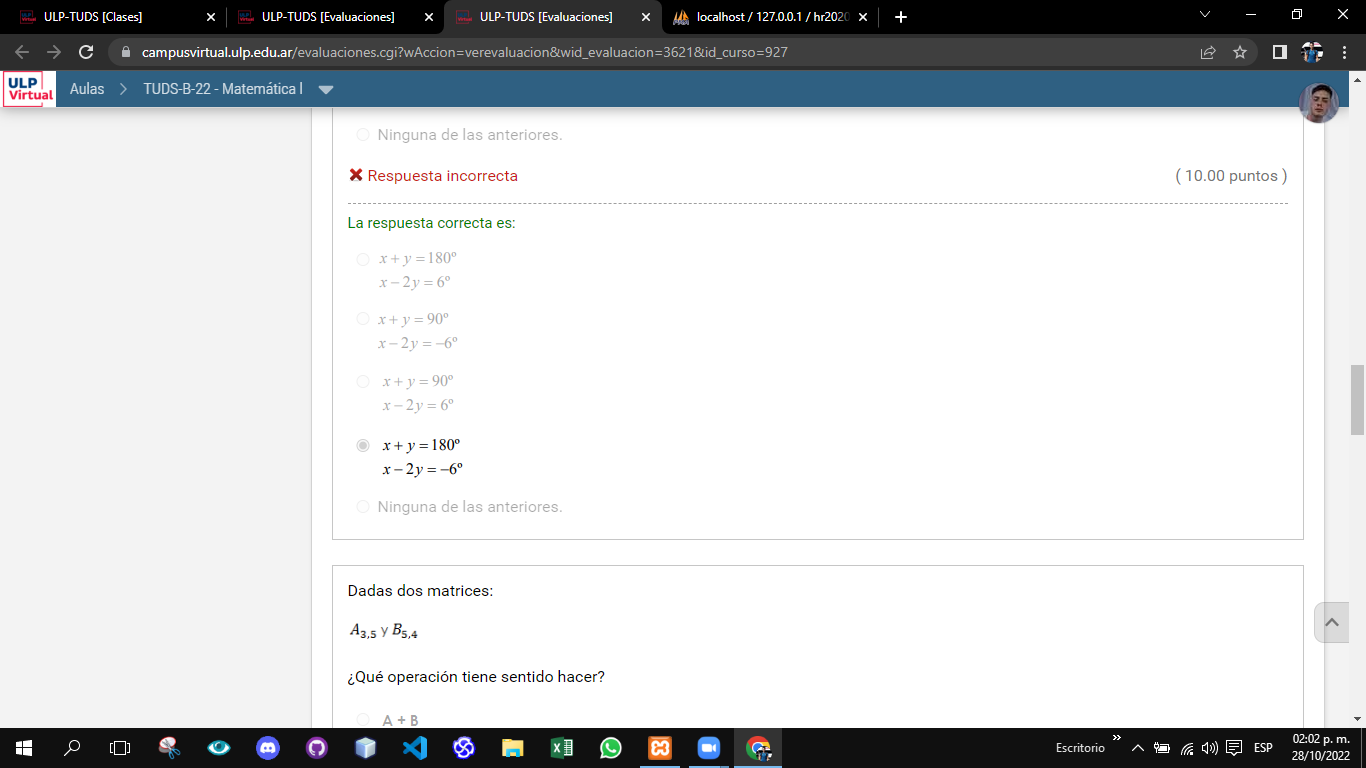 ULP-TUDS [Clases]
ULP-TUDS [Evaluaciones]
ULP-TUDS [Evaluaciones]
localhost / 127.0.0.1 / hr2020
campusvirtual.ulp.edu.ar/evaluaciones.cgi?wAccion=verevaluacion&wid_evaluacion=3621&id_curso=927
ULP
Virtual
Aulas > TUDS-B-22 - Matemática I
Ninguna de las anteriores.
Respuesta incorrecta ( 10.00 puntos )
La respuesta correcta es:
x + y = 180º
x − 2y = 6º
x + y = 90º
x − 2y = −6º
x + y = 90º
x − 2y = 6º
x + y = 180º
x − 2y = −6º
Ninguna de las anteriores.
Dadas dos matrices:
A₃,₅ y B₅,₄
¿Qué operación tiene sentido hacer?
A + B
Escritorio
ESP
02:02 p. m.
28/10/2022